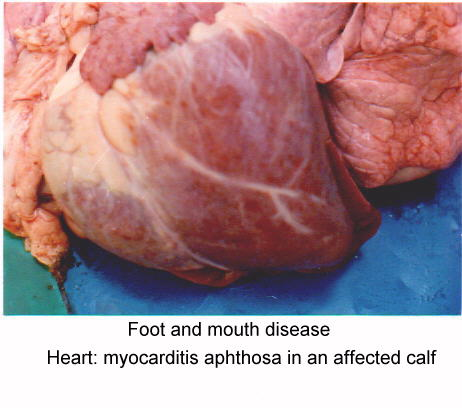 Foot and mouth disease
Heart: myocarditis aphthosa in an affected calf